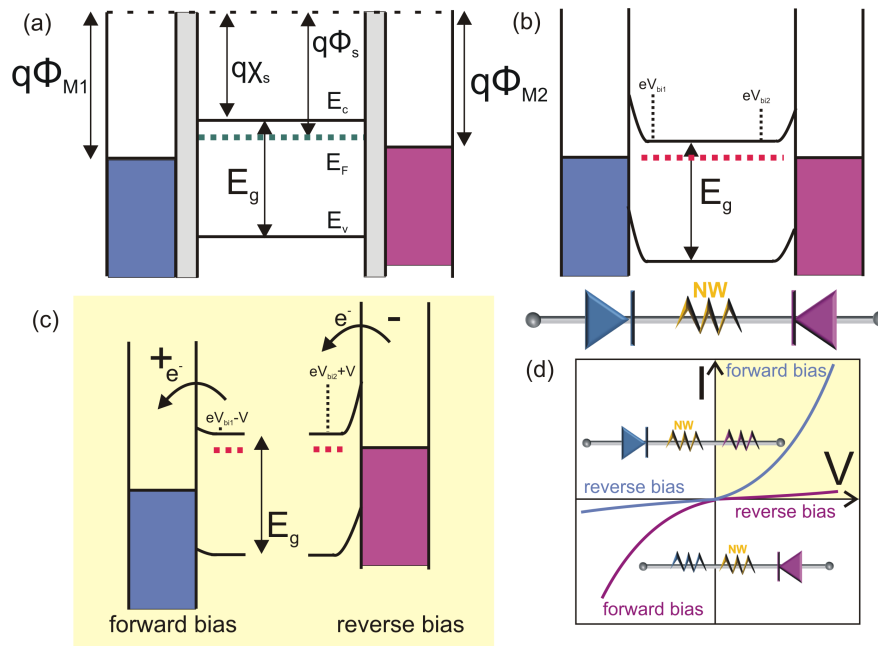 (a)
qΦM1
qχs
qΦs
Ec
EF
Eg
Ev
qΦM2
(b)
eVbi1
eVbi2
Eg
NW
(c)
+
e-
eVbi1-V
e-
-
eVbi2+V
Eg
forward bias
reverse bias
(d)
I
forward bias
NW
V
reverse bias
reverse bias
NW
forward bias